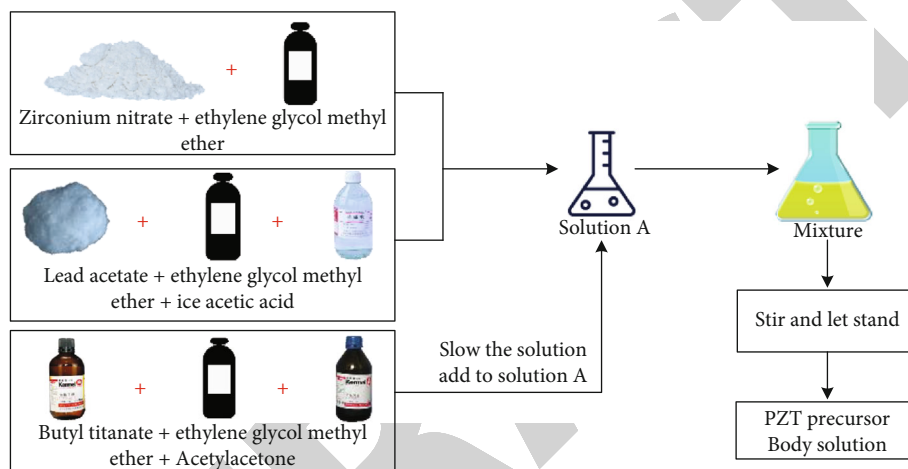 Zirconium nitrate + ethylene glycol methyl
ether
Lead acetate + ethylene glycol methyl
ether + ice acetic acid
Butyl titanate + ethylene glycol methyl
ether + Acetylacetone
Slow the solution
add to solution A
Solution A
Mixture
Stir and let stand
PZT precursor
Body solution